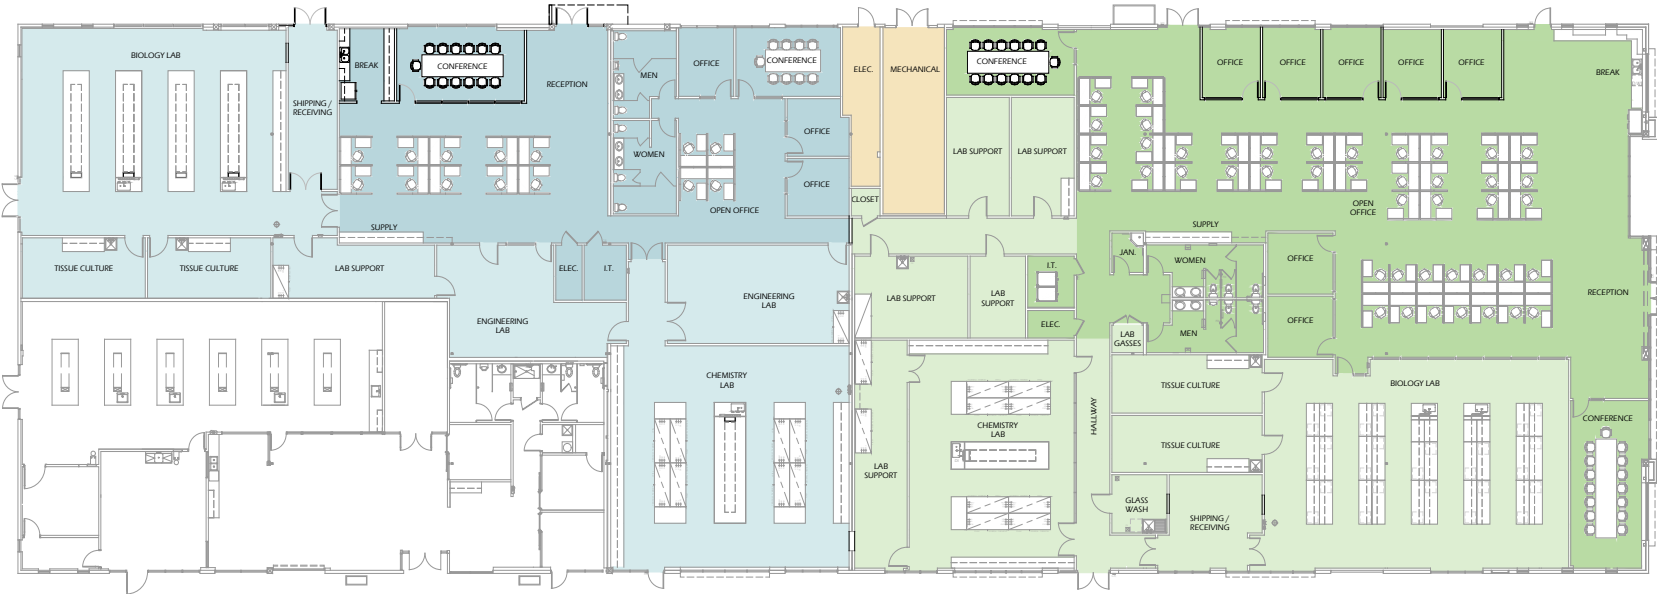 BIOLOGY LAB
SHIPPING /
RECEIVING
BREAK
CONFERENCE
RECEPTION
MEN
WOMEN
OFFICE
CONFERENCE
OFFICE
OFFICE
OPEN OFFICE
SUPPLY
TISSUE CULTURE
TISSUE CULTURE
LAB SUPPORT
ELEC.
I.T.
ENGINEERING
LAB
ENGINEERING
LAB
CHEMISTRY
LAB
ELEC.
MECHANICAL
CLOSET
CONFERENCE
LAB SUPPORT
LAB SUPPORT
OFFICE
OFFICE
OFFICE
OFFICE
OFFICE
BREAK
OPEN
OFFICE
SUPPLY
JAN.
WOMEN
OFFICE
I.T.
LAB SUPPORT
LAB
SUPPORT
ELEC.
LAB
GASSES
MEN
OFFICE
RECEPTION
TISSUE CULTURE
BIOLOGY LAB
HALLWAY
CHEMISTRY
LAB
TISSUE CULTURE
CONFERENCE
LAB
SUPPORT
GLASS
WASH
SHIPPING /
RECEIVING